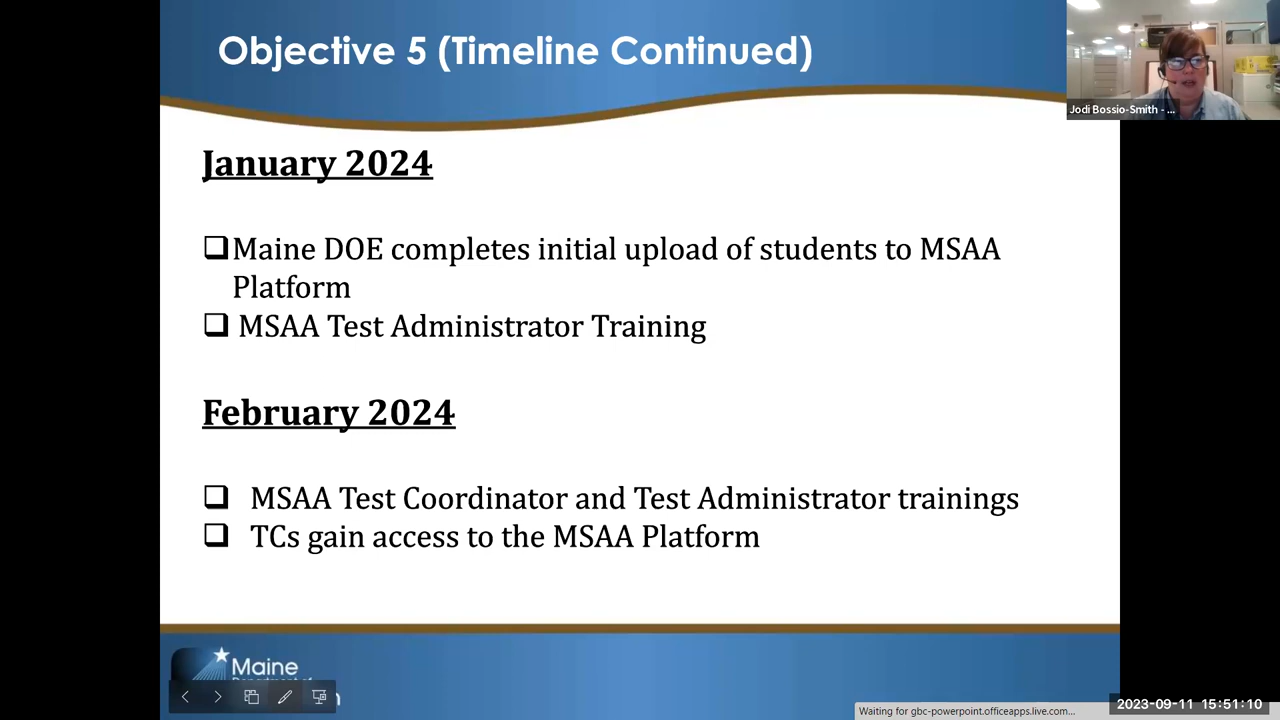 Objective 5 (Timeline Continued)
Jodi Bossio-Smith - ...
January 2024
Maine DOE completes initial upload of students to MSAA
Platform
MSAA Test Administrator Training
February 2024
MSAA Test Coordinator and Test Administrator trainings
TCs gain access to the MSAA Platform
Maine
Waiting for gbc-powerpoint.officeapps.live.com...
2023-09-11 15:51:10